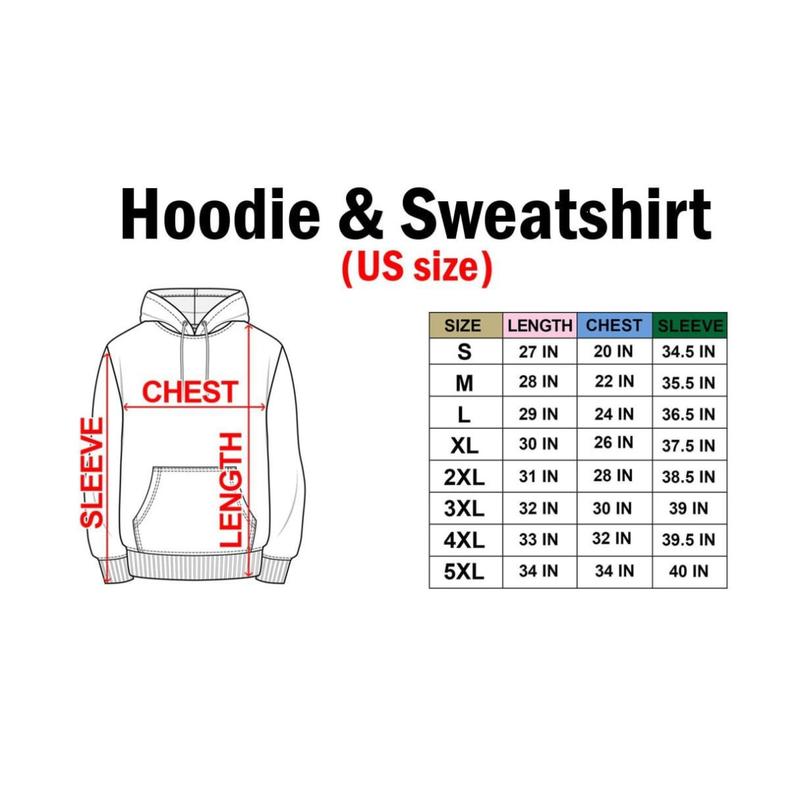 Hoodie & Sweatshirt
(US size)
CHEST
SLEEVE
LENGTH
SIZE LENGTH CHEST SLEEVE
S 27 IN 20 IN 34.5 IN
M 28 IN 22 IN 35.5 IN
L 29 IN 24 IN 36.5 IN
XL 30 IN 26 IN 37.5 IN
2XL 31 IN 28 IN 38.5 IN
3XL 32 IN 30 IN 39 IN
4XL 33 IN 32 IN 39.5 IN
5XL 34 IN 34 IN 40 IN